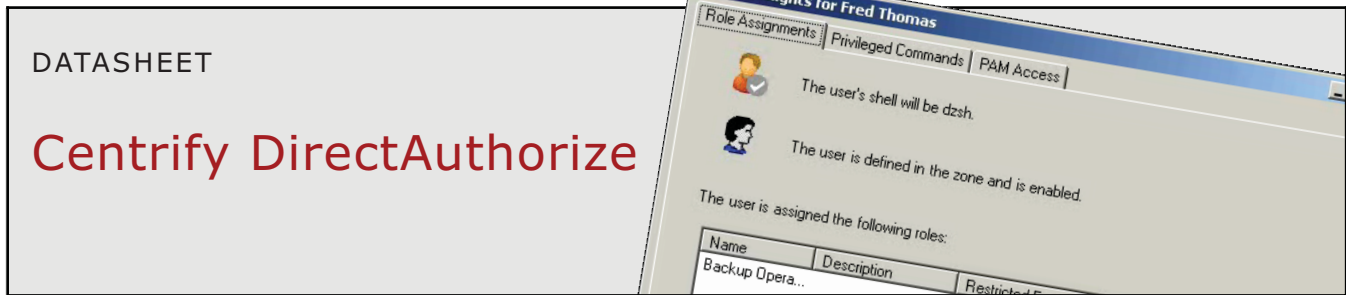 DATASHEET
Centrify DirectAuthorize
for Fred Thomas
Role Assignments Privileged Commands PAM Access
The user's shell will be dzsh.
The user is defined in the zone and is enabled.
The user is assigned the following roles:
Name Description
Backup Opera...